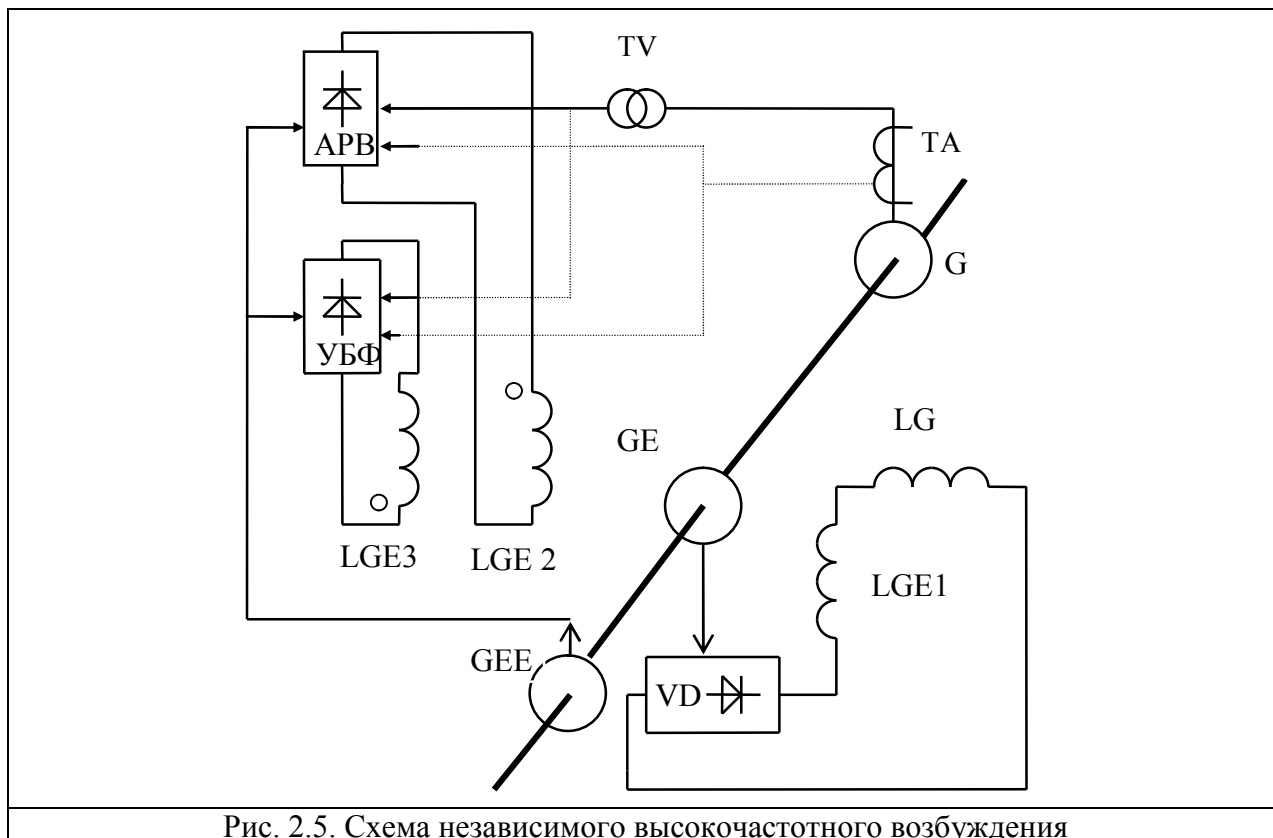 TV
АРВ
TA
G
УБФ
GE
LG
LGE3
LGE 2
LGE1
GEE
VD
Рис. 2.5. Схема независимого высокочастотного возбуждения